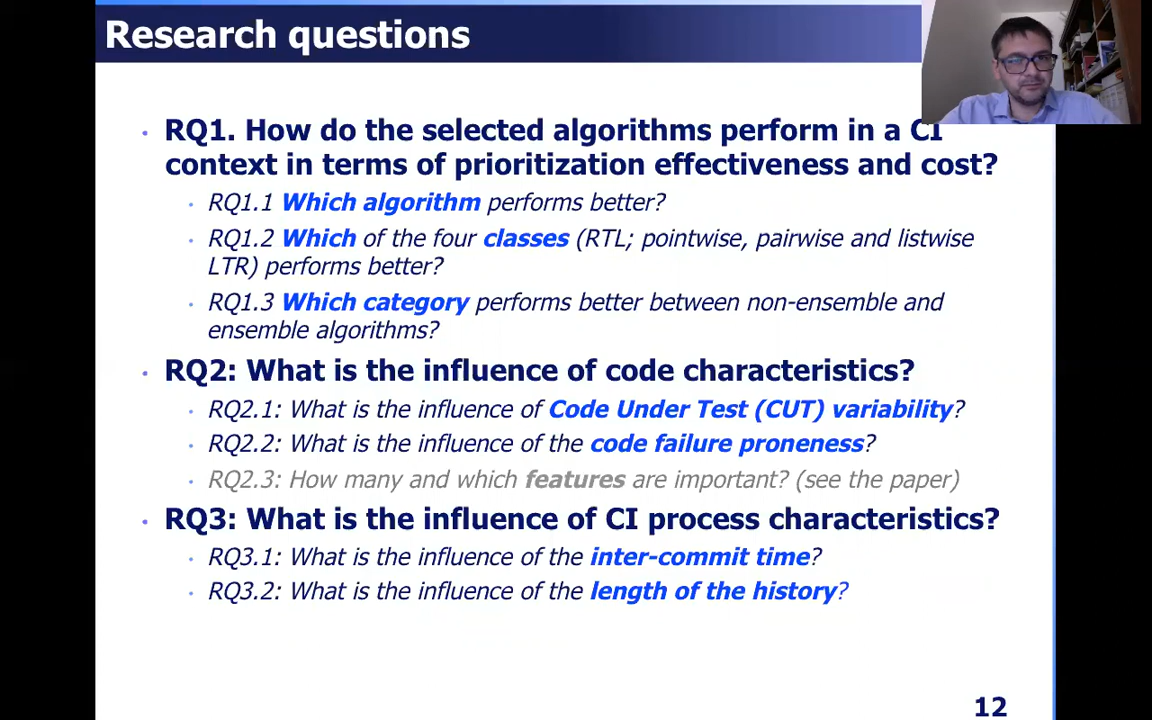 Research questions
• RQ1. How do the selected algorithms perform in a CI
context in terms of prioritization effectiveness and cost?
• RQ1.1 Which algorithm performs better?
• RQ1.2 Which of the four classes (RTL; pointwise, pairwise and listwise
LTR) performs better?
• RQ1.3 Which category performs better between non-ensemble and
ensemble algorithms?
• RQ2: What is the influence of code characteristics?
• RQ2.1: What is the influence of Code Under Test (CUT) variability?
• RQ2.2: What is the influence of the code failure proneness?
• RQ2.3: How many and which features are important? (see the paper)
• RQ3: What is the influence of CI process characteristics?
• RQ3.1: What is the influence of the inter-commit time?
• RQ3.2: What is the influence of the length of the history?
12